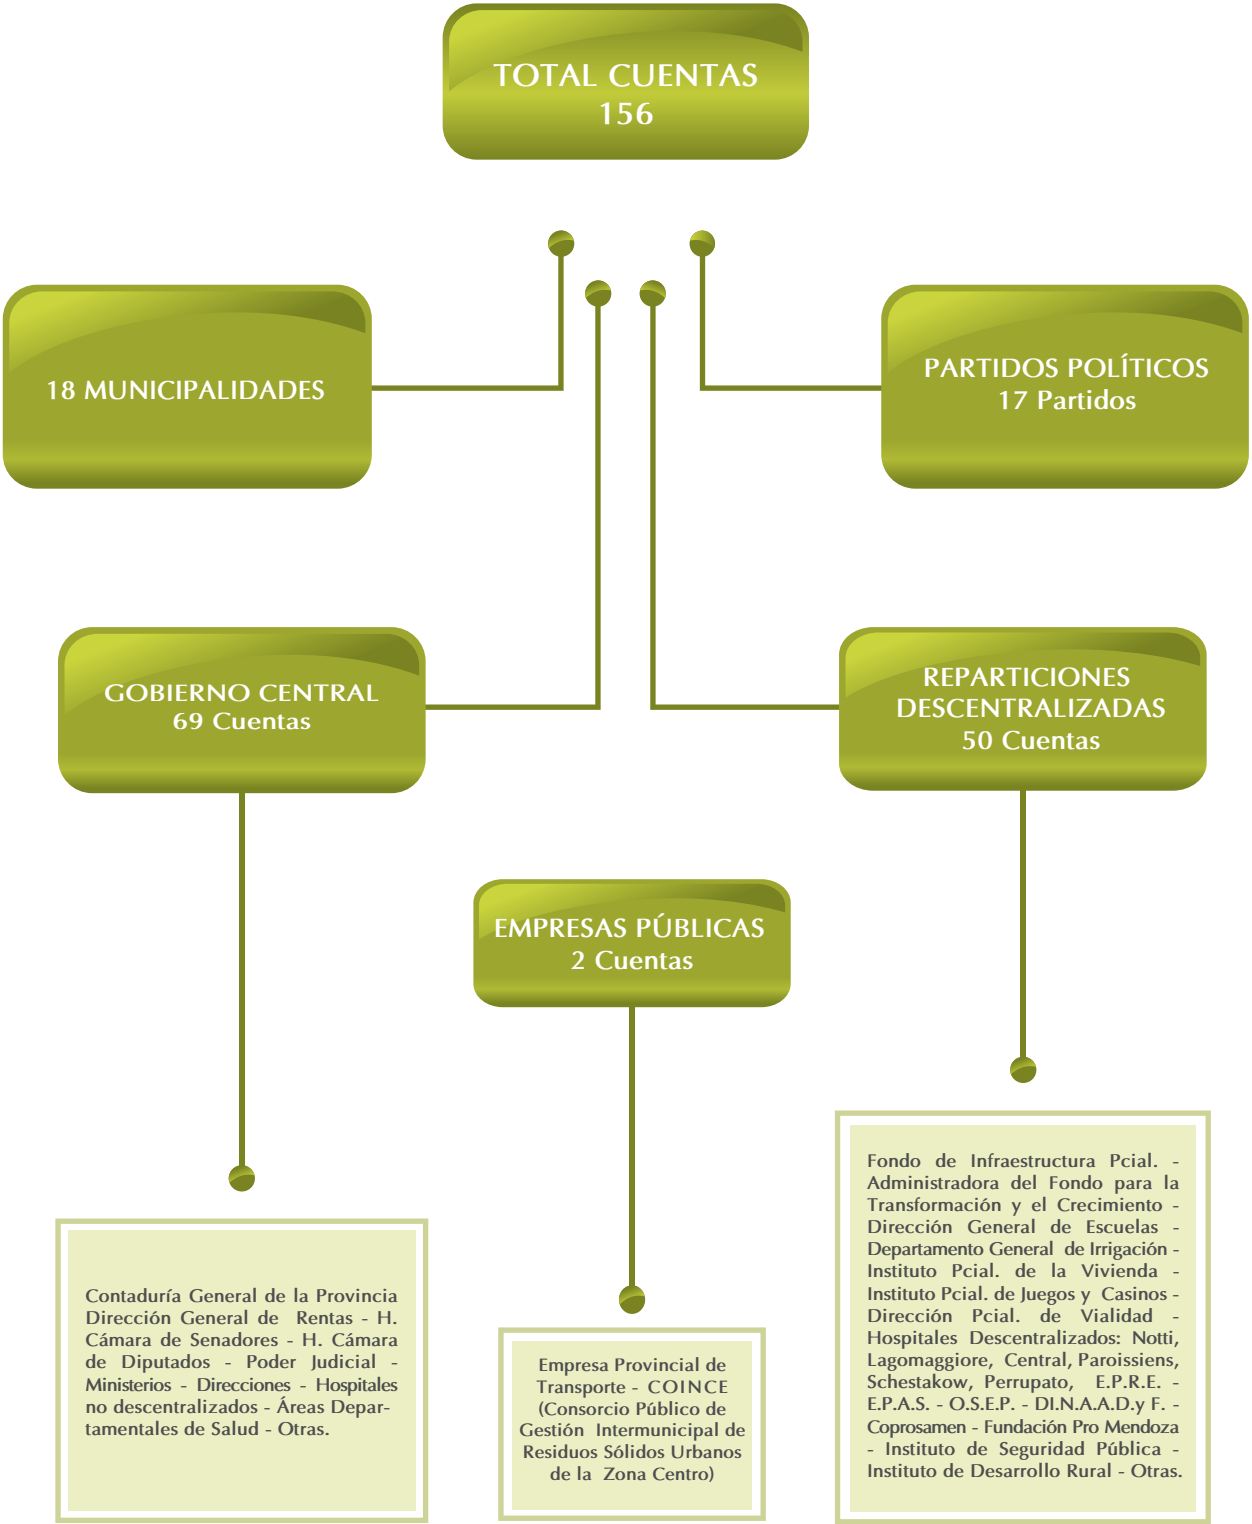 TOTAL CUENTAS
156
18 MUNICIPALIDADES
PARTIDOS POLÍTICOS
17 Partidos
GOBIERNO CENTRAL
69 Cuentas
REPARTICIONES
DESCENTRALIZADAS
50 Cuentas
EMPRESAS PÚBLICAS
2 Cuentas
Contaduría General de la Provincia
Dirección General de Rentas - H.
Cámara de Senadores - H. Cámara
de Diputados - Poder Judicial -
Ministerios - Direcciones - Hospitales
no descentralizados - Áreas Depar-
tamentales de Salud - Otras.
Empresa Provincial de
Transporte - COINCE
(Consorcio Público de
Gestión Intermunicipal de
Residuos Sólidos Urbanos
de la Zona Centro)
Fondo de Infraestructura Pcial. -
Administradora del Fondo para la
Transformación y el Crecimiento -
Dirección General de Escuelas -
Departamento General de Irrigación -
Instituto Pcial. de la Vivienda -
Instituto Pcial. de Juegos y Casinos -
Dirección Pcial. de Vialidad -
Hospitales Descentralizados: Notti,
Lagomaggiore, Central, Paroissiens,
Schestakow, Perrupato, E.P.R.E. -
E.P.A.S. - O.S.E.P. - DI.N.A.A.D.y F. -
Coprosamen - Fundación Pro Mendoza
- Instituto de Seguridad Pública -
Instituto de Desarrollo Rural - Otras.